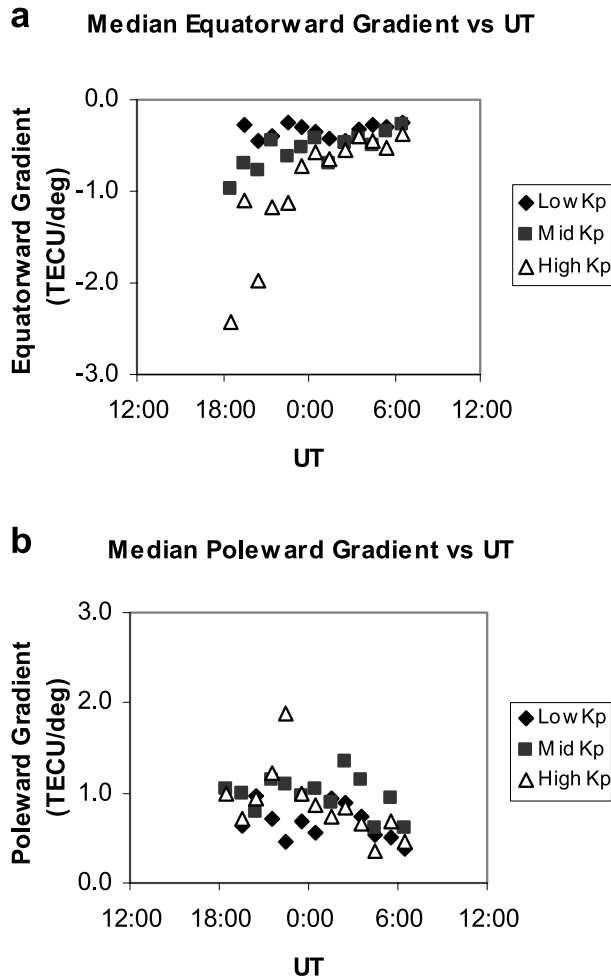 a
Median Equatorward Gradient vs UT
0.0
-1.0
-2.0
-3.0
Equatorward Gradient
(TECU/deg)
12:00 18:00 0:00 6:00 12:00
UT
Low Kp
Mid Kp
High Kp
b
Median Poleward Gradient vs UT
3.0
2.0
1.0
0.0
Poleward Gradient
(TECU/deg)
12:00 18:00 0:00 6:00 12:00
UT
Low Kp
Mid Kp
High Kp